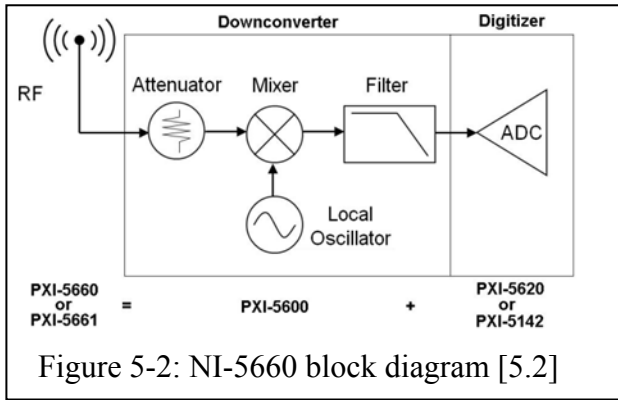 Downconverter Digitizer
RF
Attenuator Mixer Filter
ADC
Local
Oscillator
PXI-5660
or
PXI-5661
=
PXI-5600
+
PXI-5620
or
PXI-5142
Figure 5-2: NI-5660 block diagram [5.2]